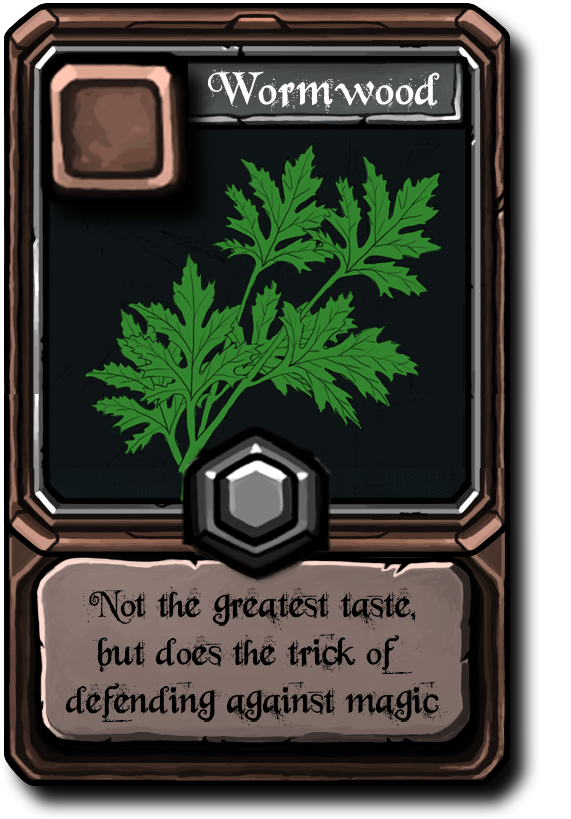 Wormwood
Not the greatest taste,
but does the trick of
defending against magic